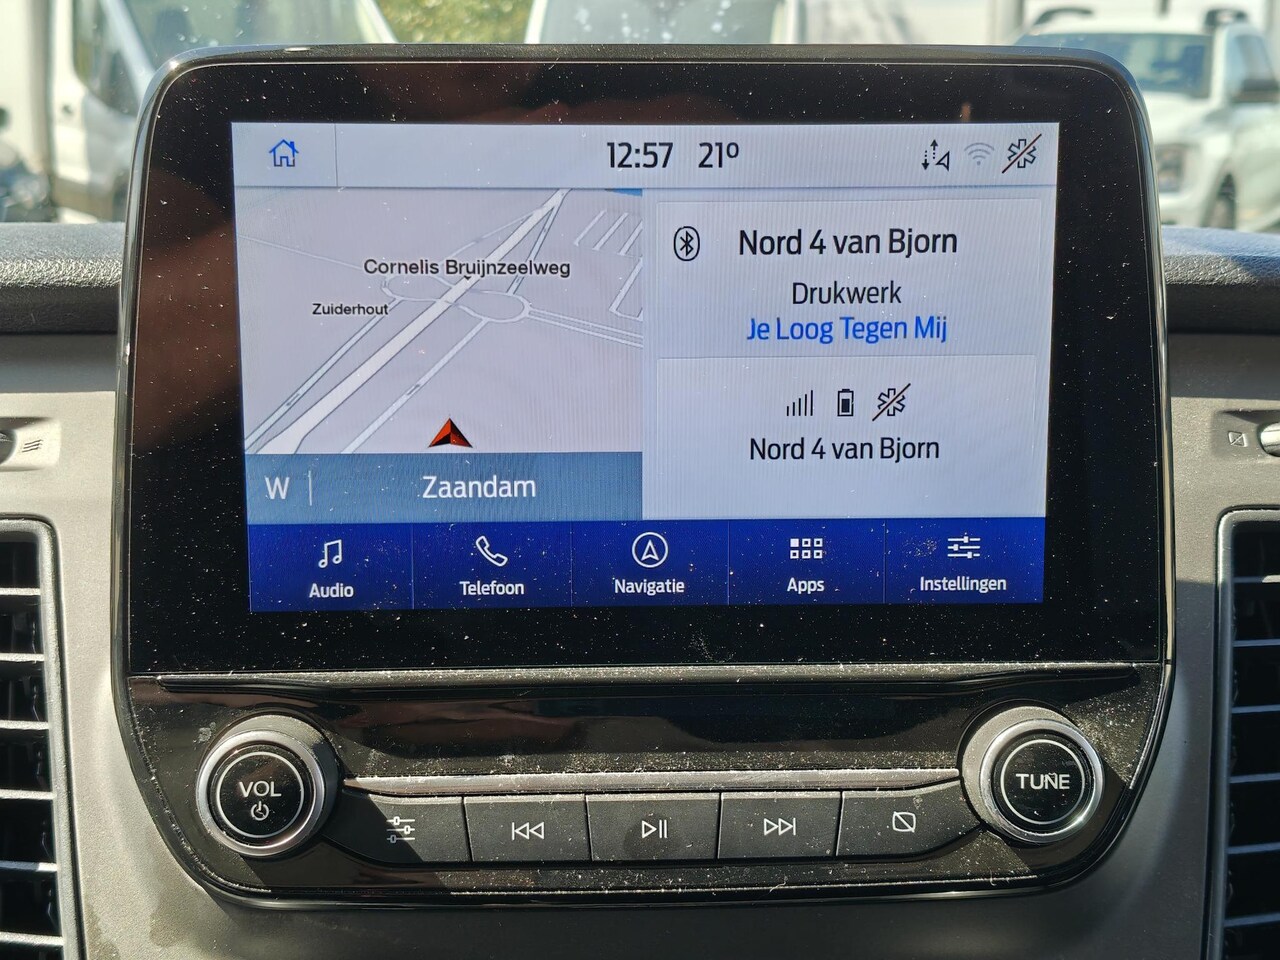 12:57 21°
Cornelis Bruijnzeelweg
Zuiderhout
W
Zaandam
Nord 4 van Bjorn
Drukwerk
Je Loog Tegen Mij
Nord 4 van Bjorn
Audio
Telefoon
Navigatie
Apps
Instellingen
VOL
TUNE